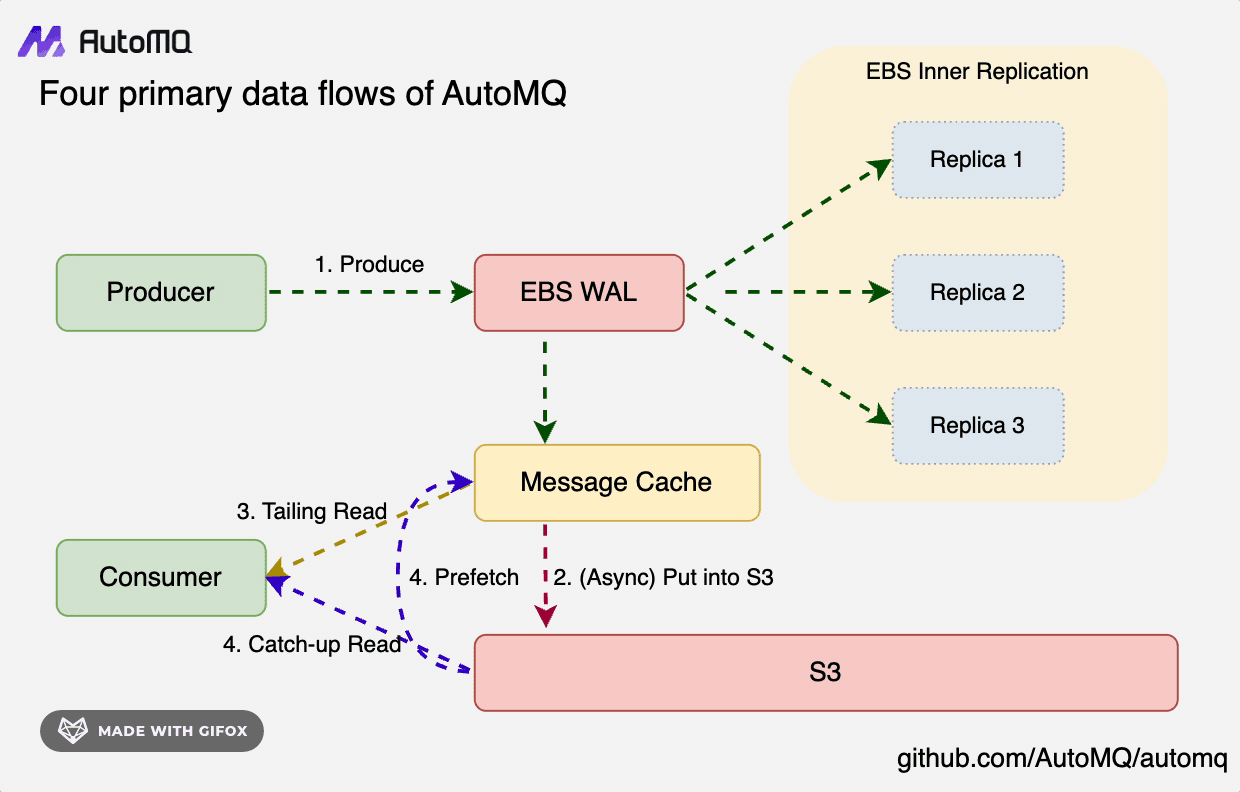 AutoMQ
Four primary data flows of AutoMQ
EBS Inner Replication
Replica 1
Producer
1. Produce
EBS WAL
Replica 2
Replica 3
Message Cache
3. Tailing Read
Consumer
4. Prefetch
2. (Async) Put into S3
4. Catch-up Read
S3
MADE WITH GIFOX
github.com/AutoMQ/automq